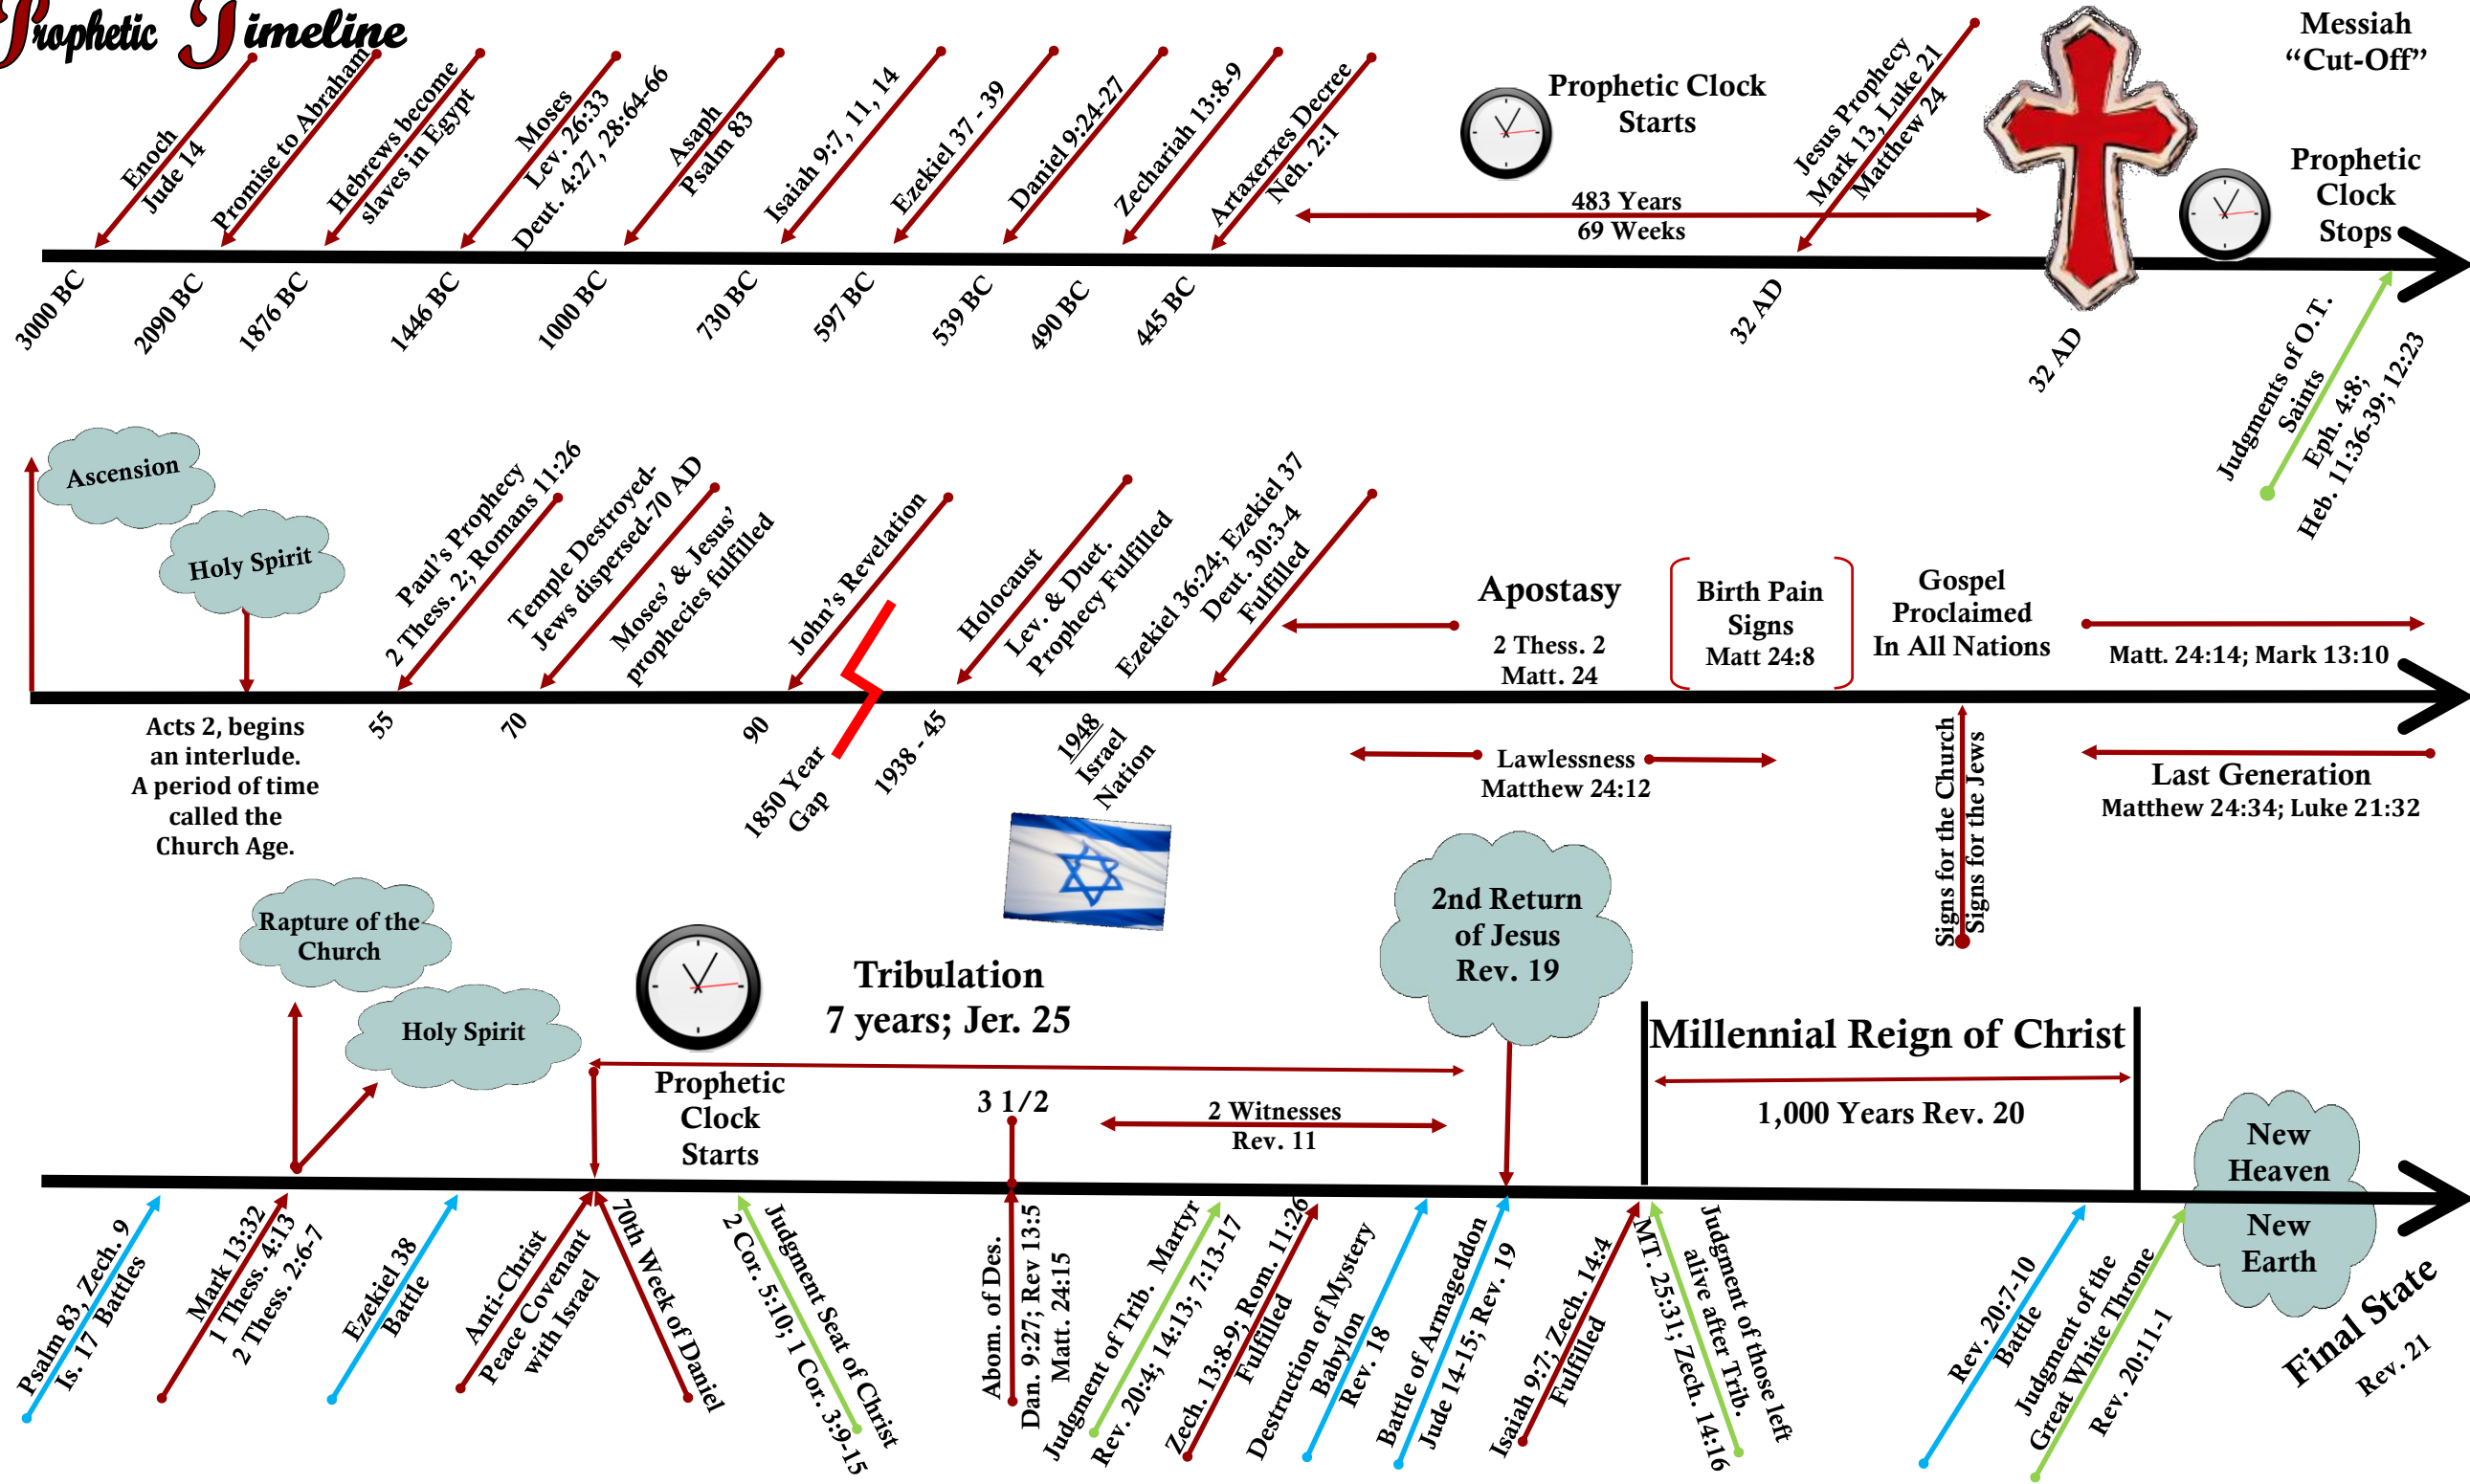 Prophetic Timeline
Enoch
Jude 14
Promise to Abraham
Hebrews become
slaves in Egypt
Moses
Lev. 26:33
Deut. 4:27, 28:64-66
Asaph
Psalm 83
Isaiah 9:7, 11, 14
Ezekiel 37 - 39
Daniel 9:24-27
Zechariah 13:8-9
Artaxerxes Decree
Neh. 2:1
Prophetic Clock
Starts
483 Years
69 Weeks
Jesus Prophecy
Mark 13, Luke 21
Matthew 24
Messiah
“Cut-Off”
Prophetic
Clock
Stops
3000 BC
2090 BC
1876 BC
1446 BC
1000 BC
730 BC
597 BC
539 BC
490 BC
445 BC
32 AD
32 AD
Judgments of O.T.
Saints
Eph. 4:8;
Heb. 11:36-39; 12:23
Ascension
Holy Spirit
Paul's Prophecy
2 Thess. 2; Romans 11:26
Temple Destroyed-
Jews dispersed-70 AD
Moses' & Jesus'
prophecies fulfilled
John's Revelation
Holocaust
Lev. & Duet.
Prophecy Fulfilled
Ezekiel 36:24; Ezekiel 37
Deut. 30:3-4
Fulfilled
Apostasy
2 Thess. 2
Matt. 24
Birth Pain
Signs
Matt 24:8
Gospel
Proclaimed
In All Nations
Matt. 24:14; Mark 13:10
Acts 2, begins
an interlude.
A period of time
called the
Church Age.
55
70
90
1850 Year
Gap
1938 - 45
1948
Israel
Nation
Lawlessness
Matthew 24:12
Signs for the Church
Signs for the Jews
Last Generation
Matthew 24:34; Luke 21:32
Rapture of the
Church
Holy Spirit
Tribulation
7 years; Jer. 25
Prophetic
Clock
Starts
3 1/2
2 Witnesses
Rev. 11
2nd Return
of Jesus
Rev. 19
Millennial Reign of Christ
1,000 Years Rev. 20
New
Heaven
New
Earth
Psalm 83, Zech. 9
Is. 17 Battles
Mark 13:32
1 Thess. 4:13
2 Thess. 2:6-7
Ezekiel 38
Battle
Anti-Christ
Peace Covenant
with Israel
70th Week of Daniel
Judgment Seat of Christ
2 Cor. 5:10; 1 Cor. 3:9-15
Abom. of Des.
Dan. 9:27; Rev 13:5
Matt. 24:15
Judgment of Trib. Martyr
Rev. 20:4; 14:13; 7:13-17
Zech. 13:8-9; Rom. 11:26
Fulfilled
Destruction of Mystery
Babylon
Rev. 18
Battle of Armageddon
Jude 14-15; Rev. 19
Isaiah 9:7; Zech. 14:4
Fulfilled
Judgment of those left
alive after Trib.
MT. 25:31; Zech. 14:16
Rev. 20:7-10
Battle
Judgment of the
Great White Throne
Rev. 20:11-1
Final State
Rev. 21